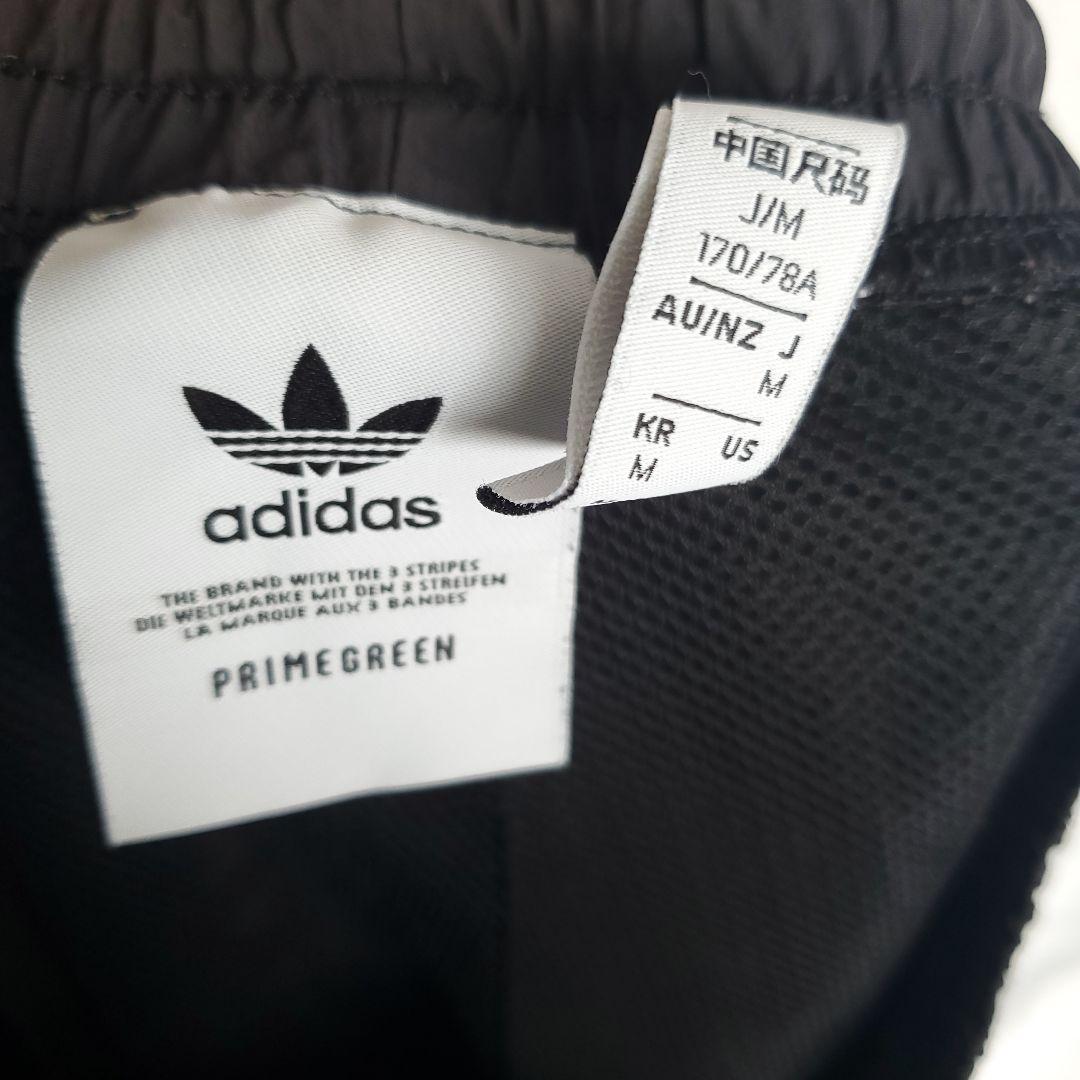 adidas
THE BRAND WITH THE 3 STRIPES
DIE WELTMARKE MIT DEN 3 STREIFEN
LA MARQUE AUX 3 BANDES
PRIMEGREEN
中国尺码
J/M
170/78A
AU/NZ J
M
KR US
M